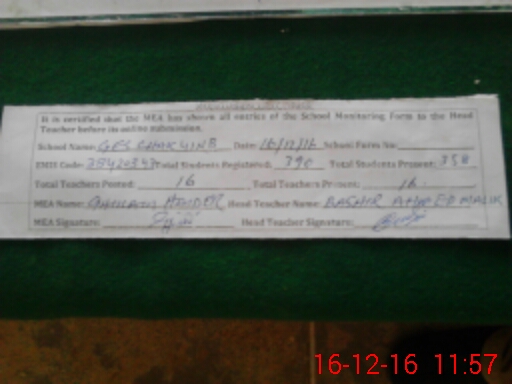 It is certified that the MEA has shown all entries of the School Monitoring Form to the Head
Teacher before its online submission.
School Name: GES CHAK 41NB Date: 16/12/16 School Form No:
EMIS Code: Total Students Registered: 390 Total Students Present: 358
Total Teachers Posted: 16 Total Teachers Present: 16
MEA Name: HAIDER Head Teacher Name: BASHIR AHMED MALIK
MEA Signature: Head Teacher Signature:
16-12-16 11:57